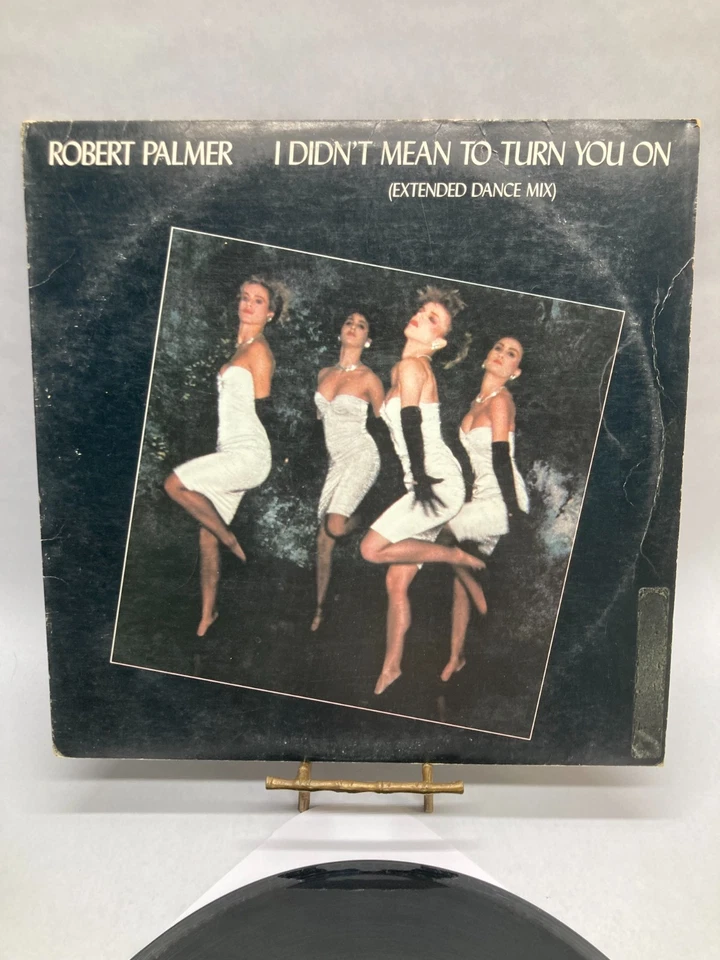 ROBERT PALMER I DIDN'T MEAN TO TURN YOU ON
(EXTENDED DANCE MIX)